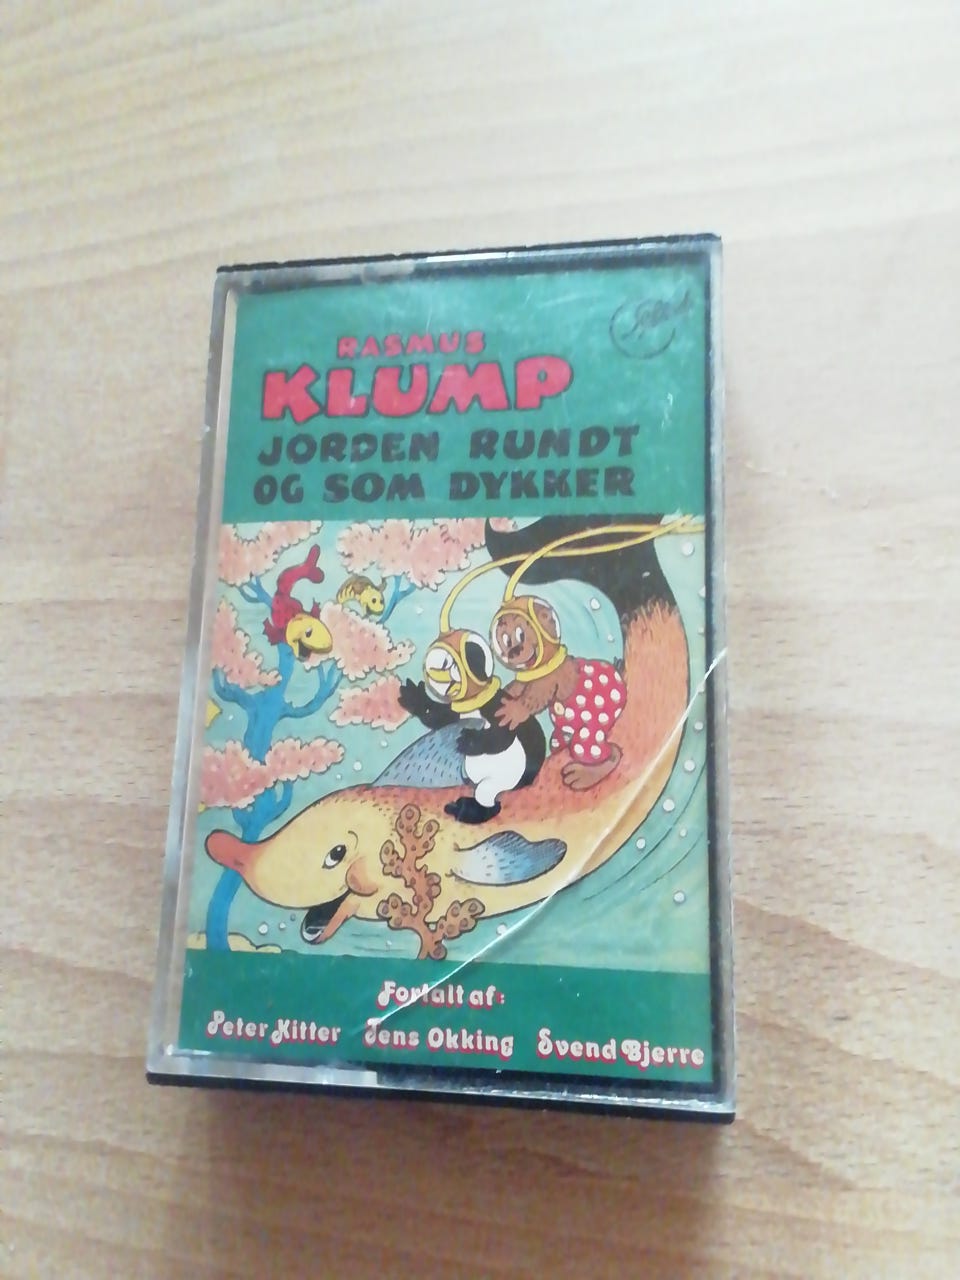 RASMUS
KLUMP
JORDEN RUNDT
OG SOM DYKKER
Fortalt af:
Peter Kitter Jens Okking Svend Bjerre